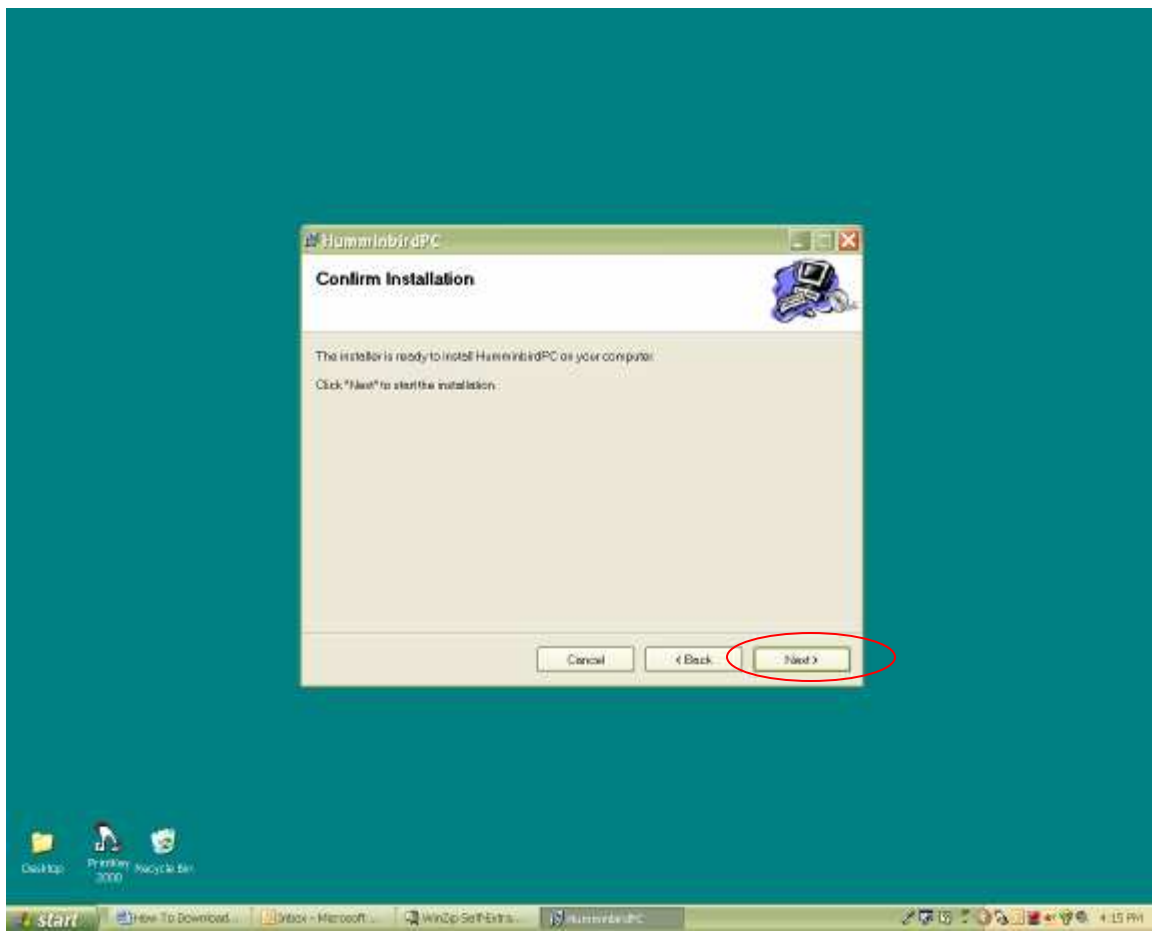 HumminbirdPC
Confirm Installation
The installer is ready to install HumminbirdPC on your computer.
Click "Next" to start the installation.
Cancel
< Back
Next >
Desktop
PrintKey 2000
Recycle Bin
start
How To Download...
Inbox - Microsoft ...
WinZip Self-Extra...
HumminbirdPC
4:15 PM